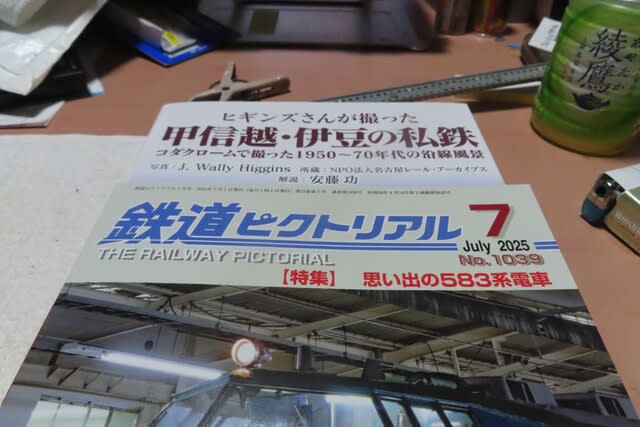 ヒギンズさんが撮った
甲信越・伊豆の私鉄
コダクロームで撮った1950〜70年代の沿線風景
写真：J. Wally Higgins 所蔵：NPO法人名古屋レール・アーカイブス
解説：安藤 功
鉄道ピクトリアル 7
July 2025
THE RAILWAY PICTORIAL No.1039
【特集】 思い出の583系電車
綾鷹